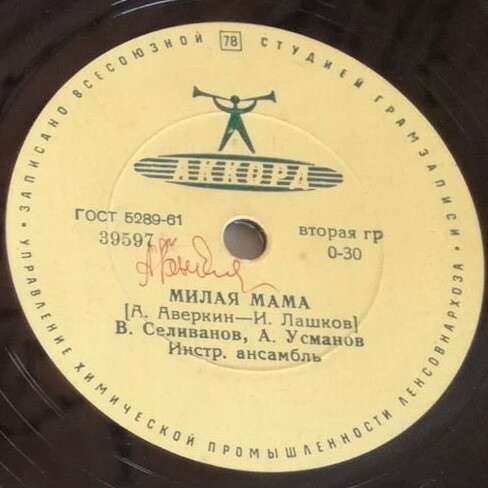 ЗАПИСАНО ВСЕСОЮЗНОЙ 78 СТУДИЕЙ ГРАМЗАПИСИ
АККОРД
ГОСТ 5289-61
39597
вторая гр
0-30
МИЛАЯ МАМА
[А. Аверкин—И. Лашков]
В. Селиванов, А. Усманов
Инстр. ансамбль
УПРАВЛЕНИЕ ХИМИЧЕСКОЙ ПРОМЫШЛЕННОСТИ ЛЕНСОВНАРХОЗА